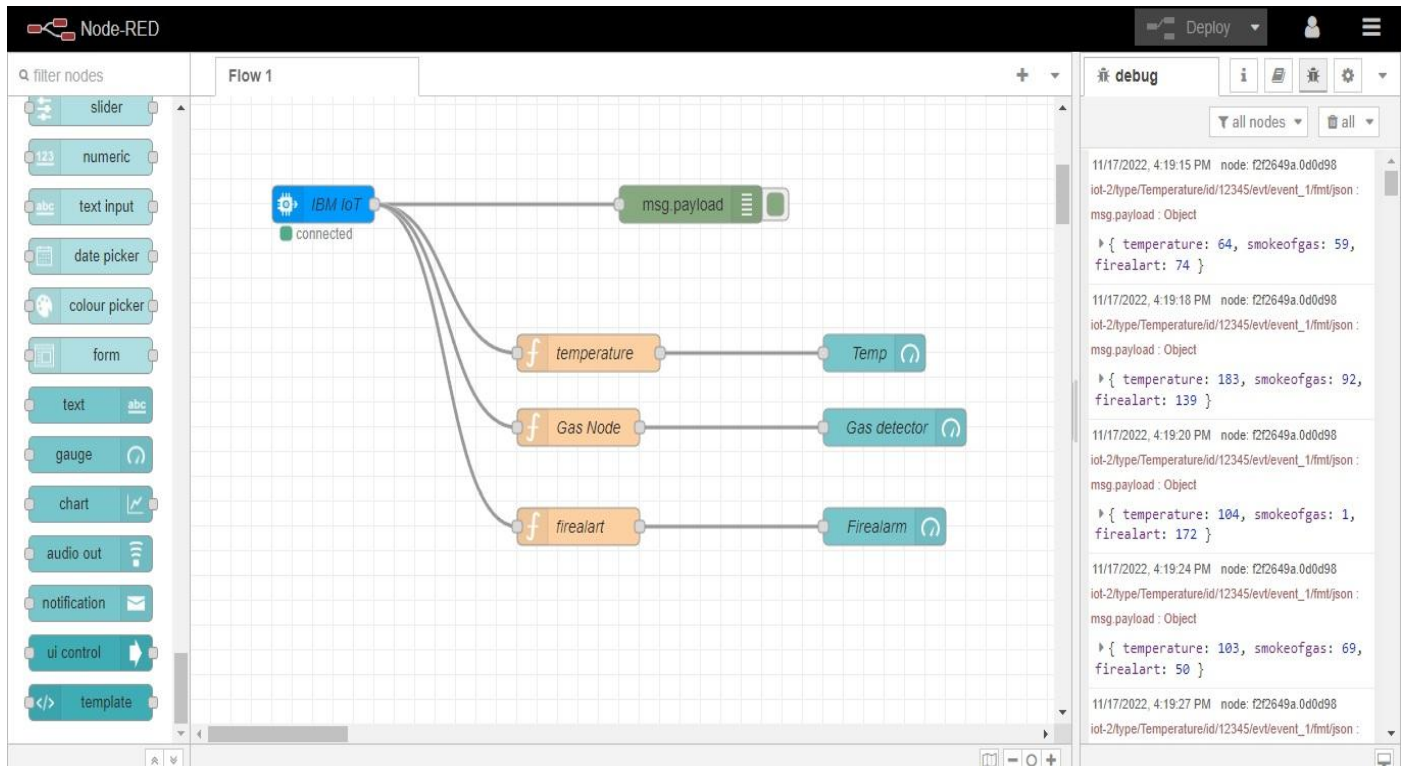 Node-RED
Deploy
filter nodes
Flow 1
debug
i
all nodes
all
slider
123 numeric
abc text input
date picker
colour picker
form
text abc
gauge
chart
audio out
notification
ui control
</> template
IBM IoT
connected
msg.payload
f temperature
Temp
f Gas Node
Gas detector
f firealart
Firealarm
11/17/2022, 4:19:15 PM node: f2f2649a.0d0d98
iot-2/type/Temperature/id/12345/evt/event_1/fmt/json :
msg.payload : Object
{ temperature: 64, smokeofgas: 59,
firealart: 74 }
11/17/2022, 4:19:18 PM node: f2f2649a.0d0d98
iot-2/type/Temperature/id/12345/evt/event_1/fmt/json :
msg.payload : Object
{ temperature: 183, smokeofgas: 92,
firealart: 139 }
11/17/2022, 4:19:20 PM node: f2f2649a.0d0d98
iot-2/type/Temperature/id/12345/evt/event_1/fmt/json :
msg.payload : Object
{ temperature: 104, smokeofgas: 1,
firealart: 172 }
11/17/2022, 4:19:24 PM node: f2f2649a.0d0d98
iot-2/type/Temperature/id/12345/evt/event_1/fmt/json :
msg.payload : Object
{ temperature: 103, smokeofgas: 69,
firealart: 50 }
11/17/2022, 4:19:27 PM node: f2f2649a.0d0d98
iot-2/type/Temperature/id/12345/evt/event_1/fmt/json :